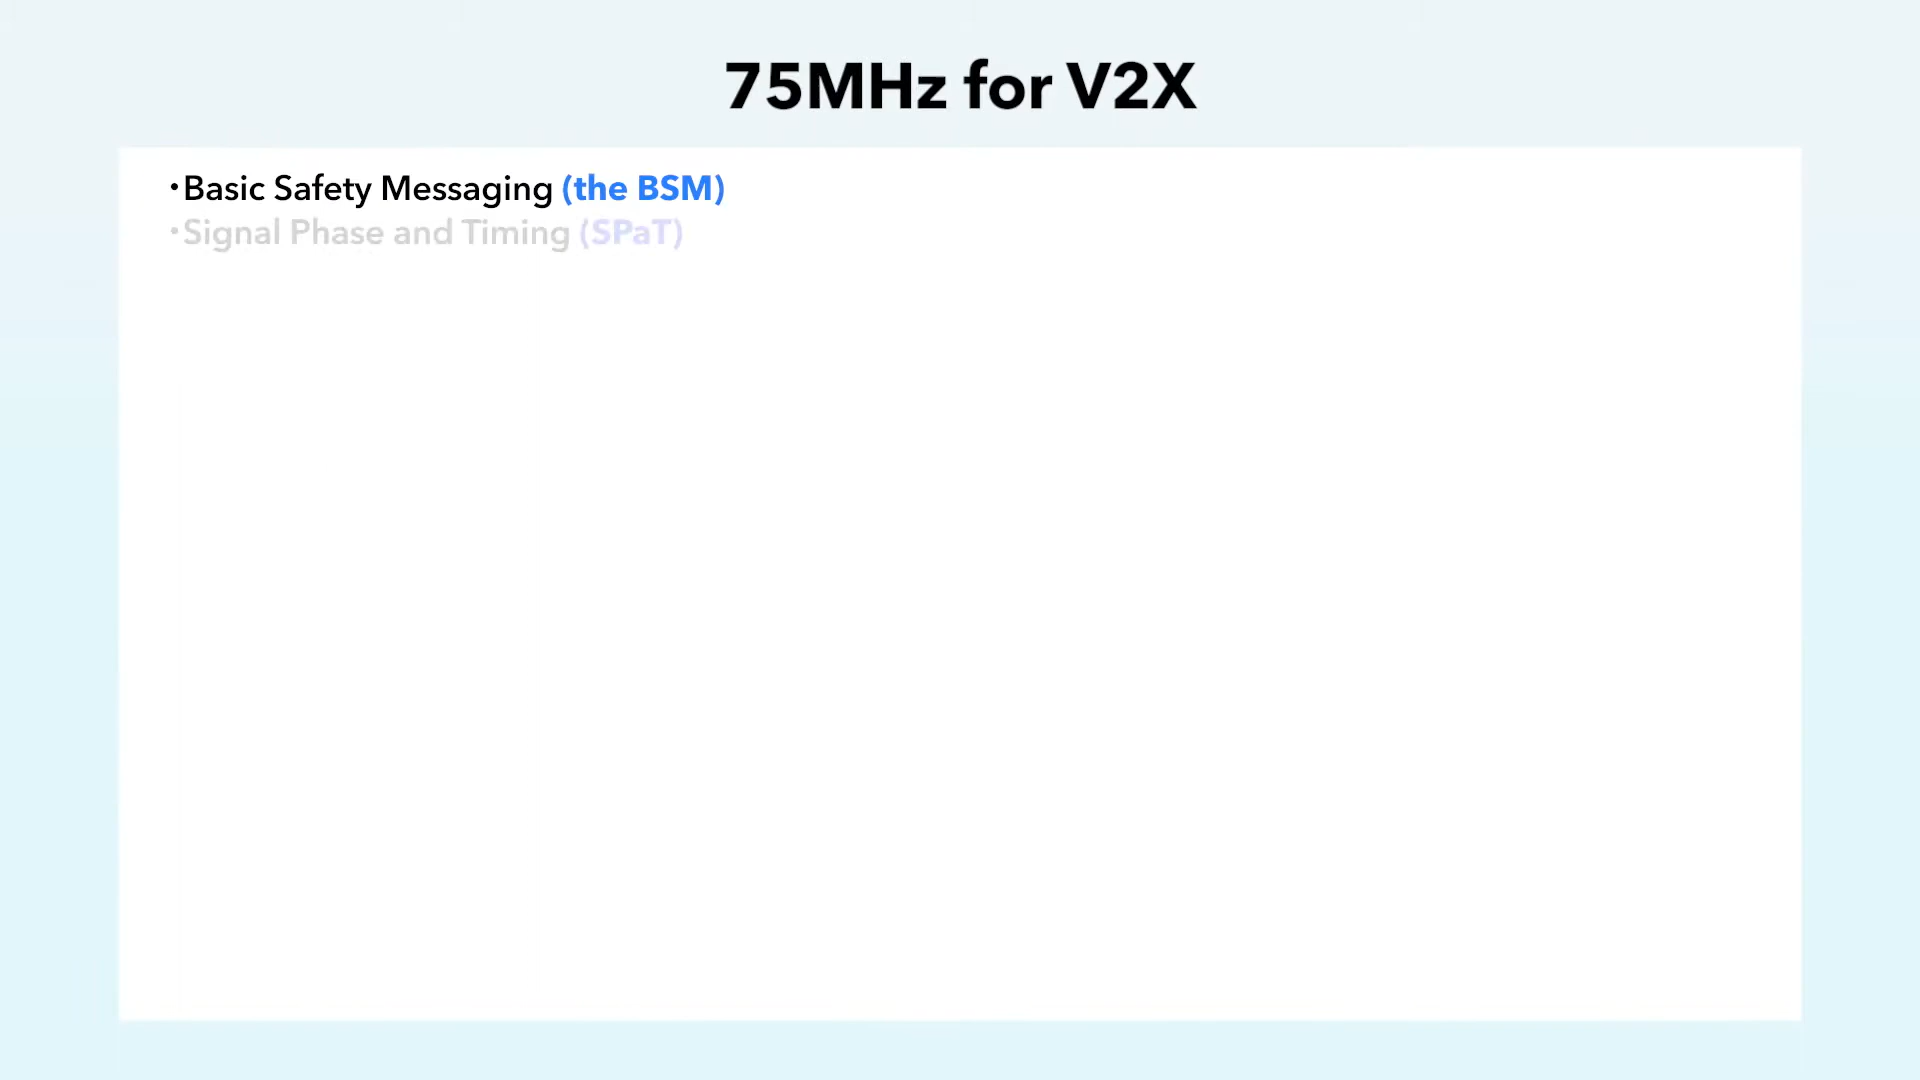 75MHz for V2X
•Basic Safety Messaging (the BSM)
•Signal Phase and Timing (SPaT)